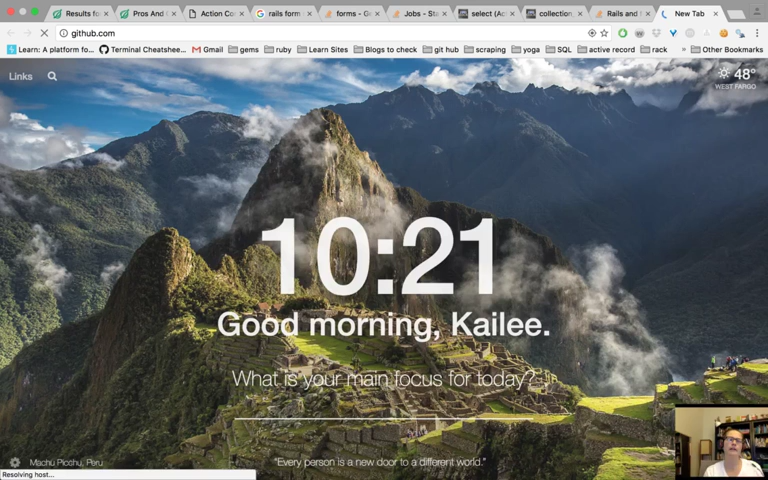 Results fo
Pros And
Action Co
rails form
forms - G
Jobs - Sta
select (Ac
collection_
Rails and
New Tab
github.com
Learn: A platform fo...
Terminal Cheatshee...
Gmail
gems
ruby
Learn Sites
Blogs to check
git hub
scraping
yoga
SQL
active record
rack
»
Other Bookmarks
Links
48°
WEST FARGO
10:21
Good morning, Kailee.
What is your main focus for today?
Machu Picchu, Peru
"Every person is a new door to a different world."
Resolving host...